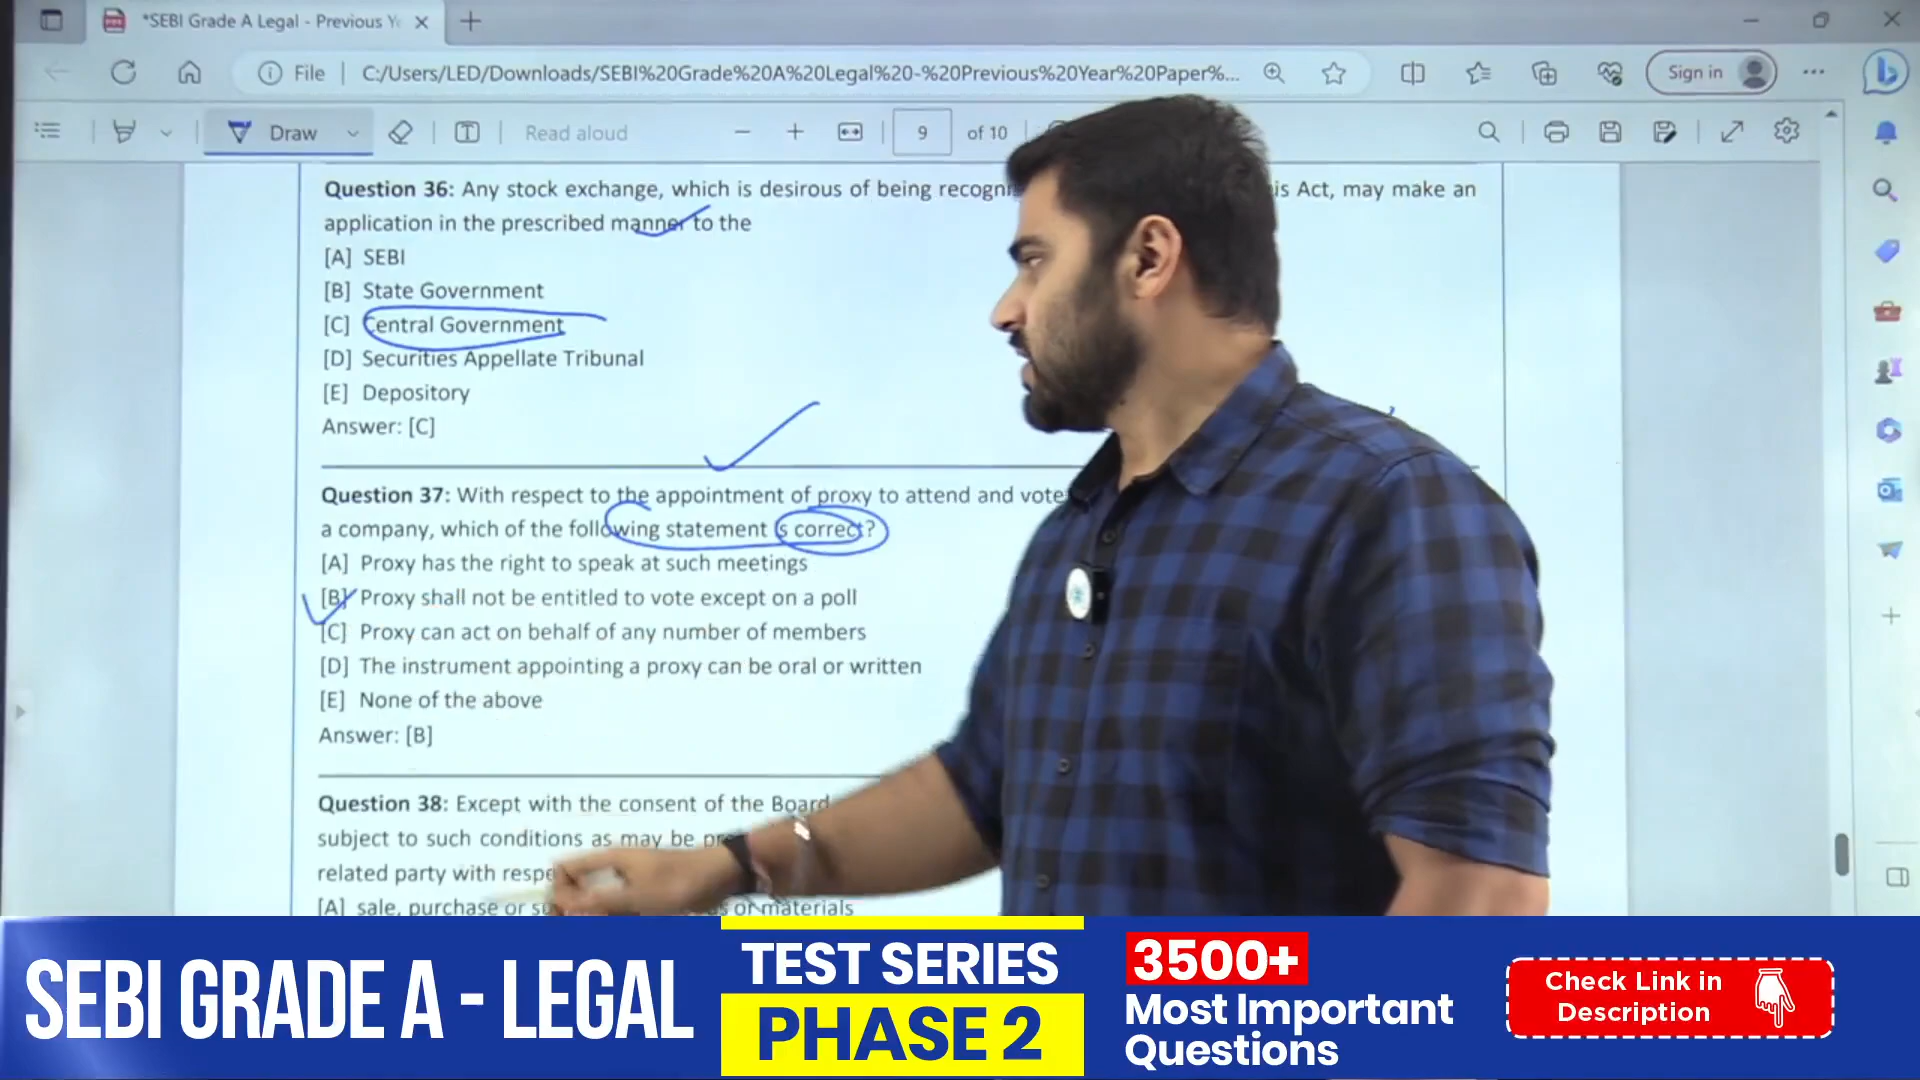 *SEBI Grade A Legal - Previous Ye
File
C:/Users/LED/Downloads/SEBI%20Grade%20A%20Legal%20-%20Previous%20Year%20Paper%...
Sign in
Draw
Read aloud
9
of 10
Question 36: Any stock exchange, which is desirous of being recogni is Act, may make an
application in the prescribed manner to the
[A] SEBI
[B] State Government
[C] Central Government
[D] Securities Appellate Tribunal
[E] Depository
Answer: [C]
Question 37: With respect to the appointment of proxy to attend and vote
a company, which of the following statement is correct?
[A] Proxy has the right to speak at such meetings
[B] Proxy shall not be entitled to vote except on a poll
[C] Proxy can act on behalf of any number of members
[D] The instrument appointing a proxy can be oral or written
[E] None of the above
Answer: [B]
Question 38: Except with the consent of the Board
subject to such conditions as may be
related party with
[A] sale, purchase or or materials
SEBI GRADE A - LEGAL
TEST SERIES
PHASE 2
3500+
Most Important
Questions
Check Link in
Description